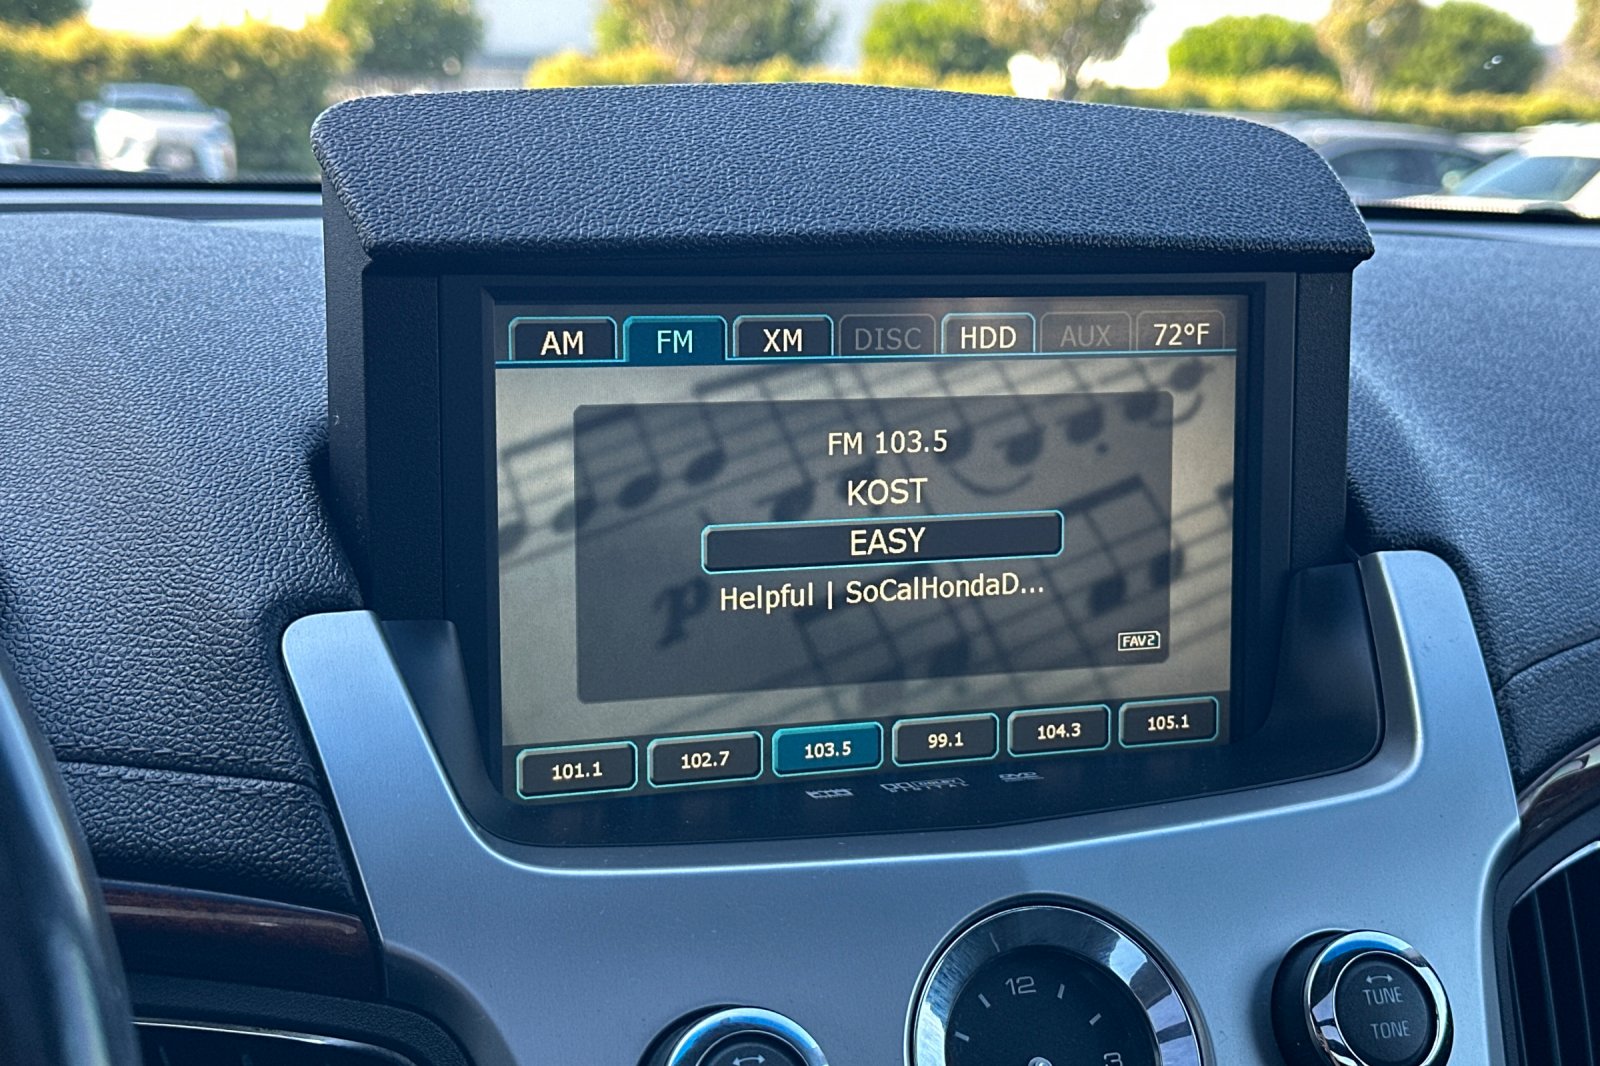 AM FM XM DISC HDD AUX 72°F
FM 103.5
KOST
EASY
Helpful | SoCalHondaD...
FAV2
101.1 102.7 103.5 99.1 104.3 105.1
12
3
TUNE
TONE